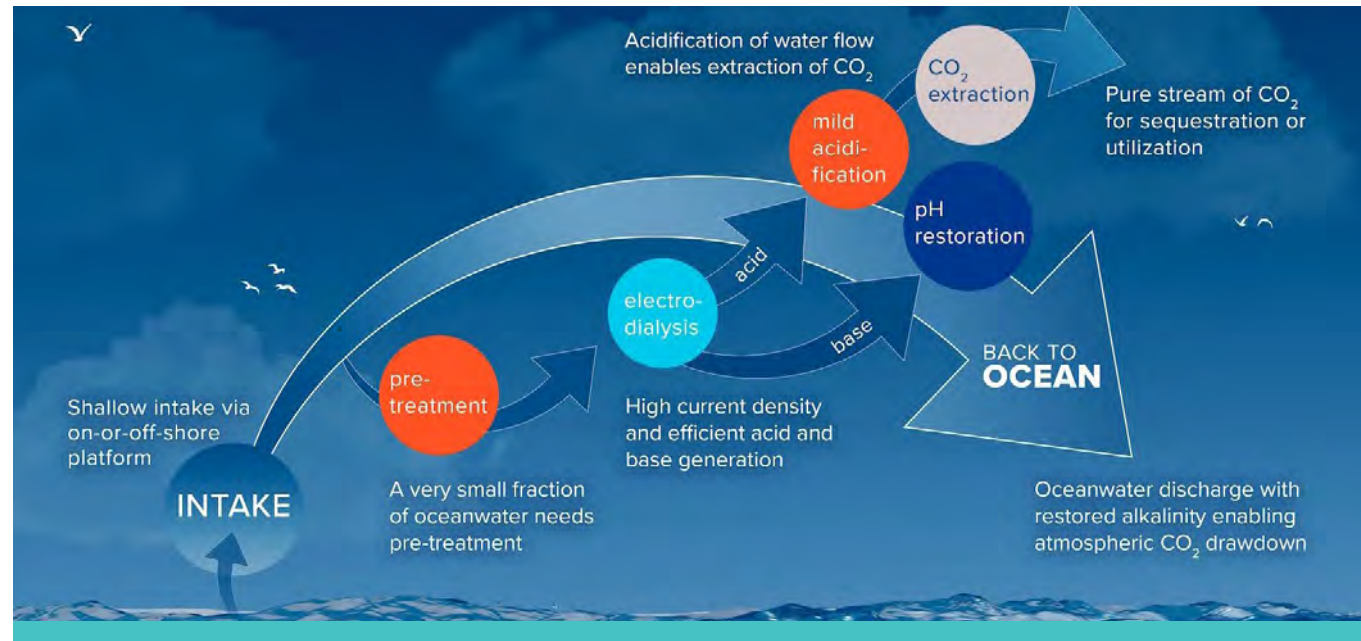 Acidification of water flow
enables extraction of CO₂
CO₂
extraction
Pure stream of CO₂
for sequestration or
utilization
mild
acidi-
fication
pH
restoration
acid
electro-
dialysis
base
BACK TO
OCEAN
pre-
treatment
Shallow intake via
on-or-off-shore
platform
High current density
and efficient acid and
base generation
INTAKE
A very small fraction
of oceanwater needs
pre-treatment
Oceanwater discharge with
restored alkalinity enabling
atmospheric CO₂ drawdown